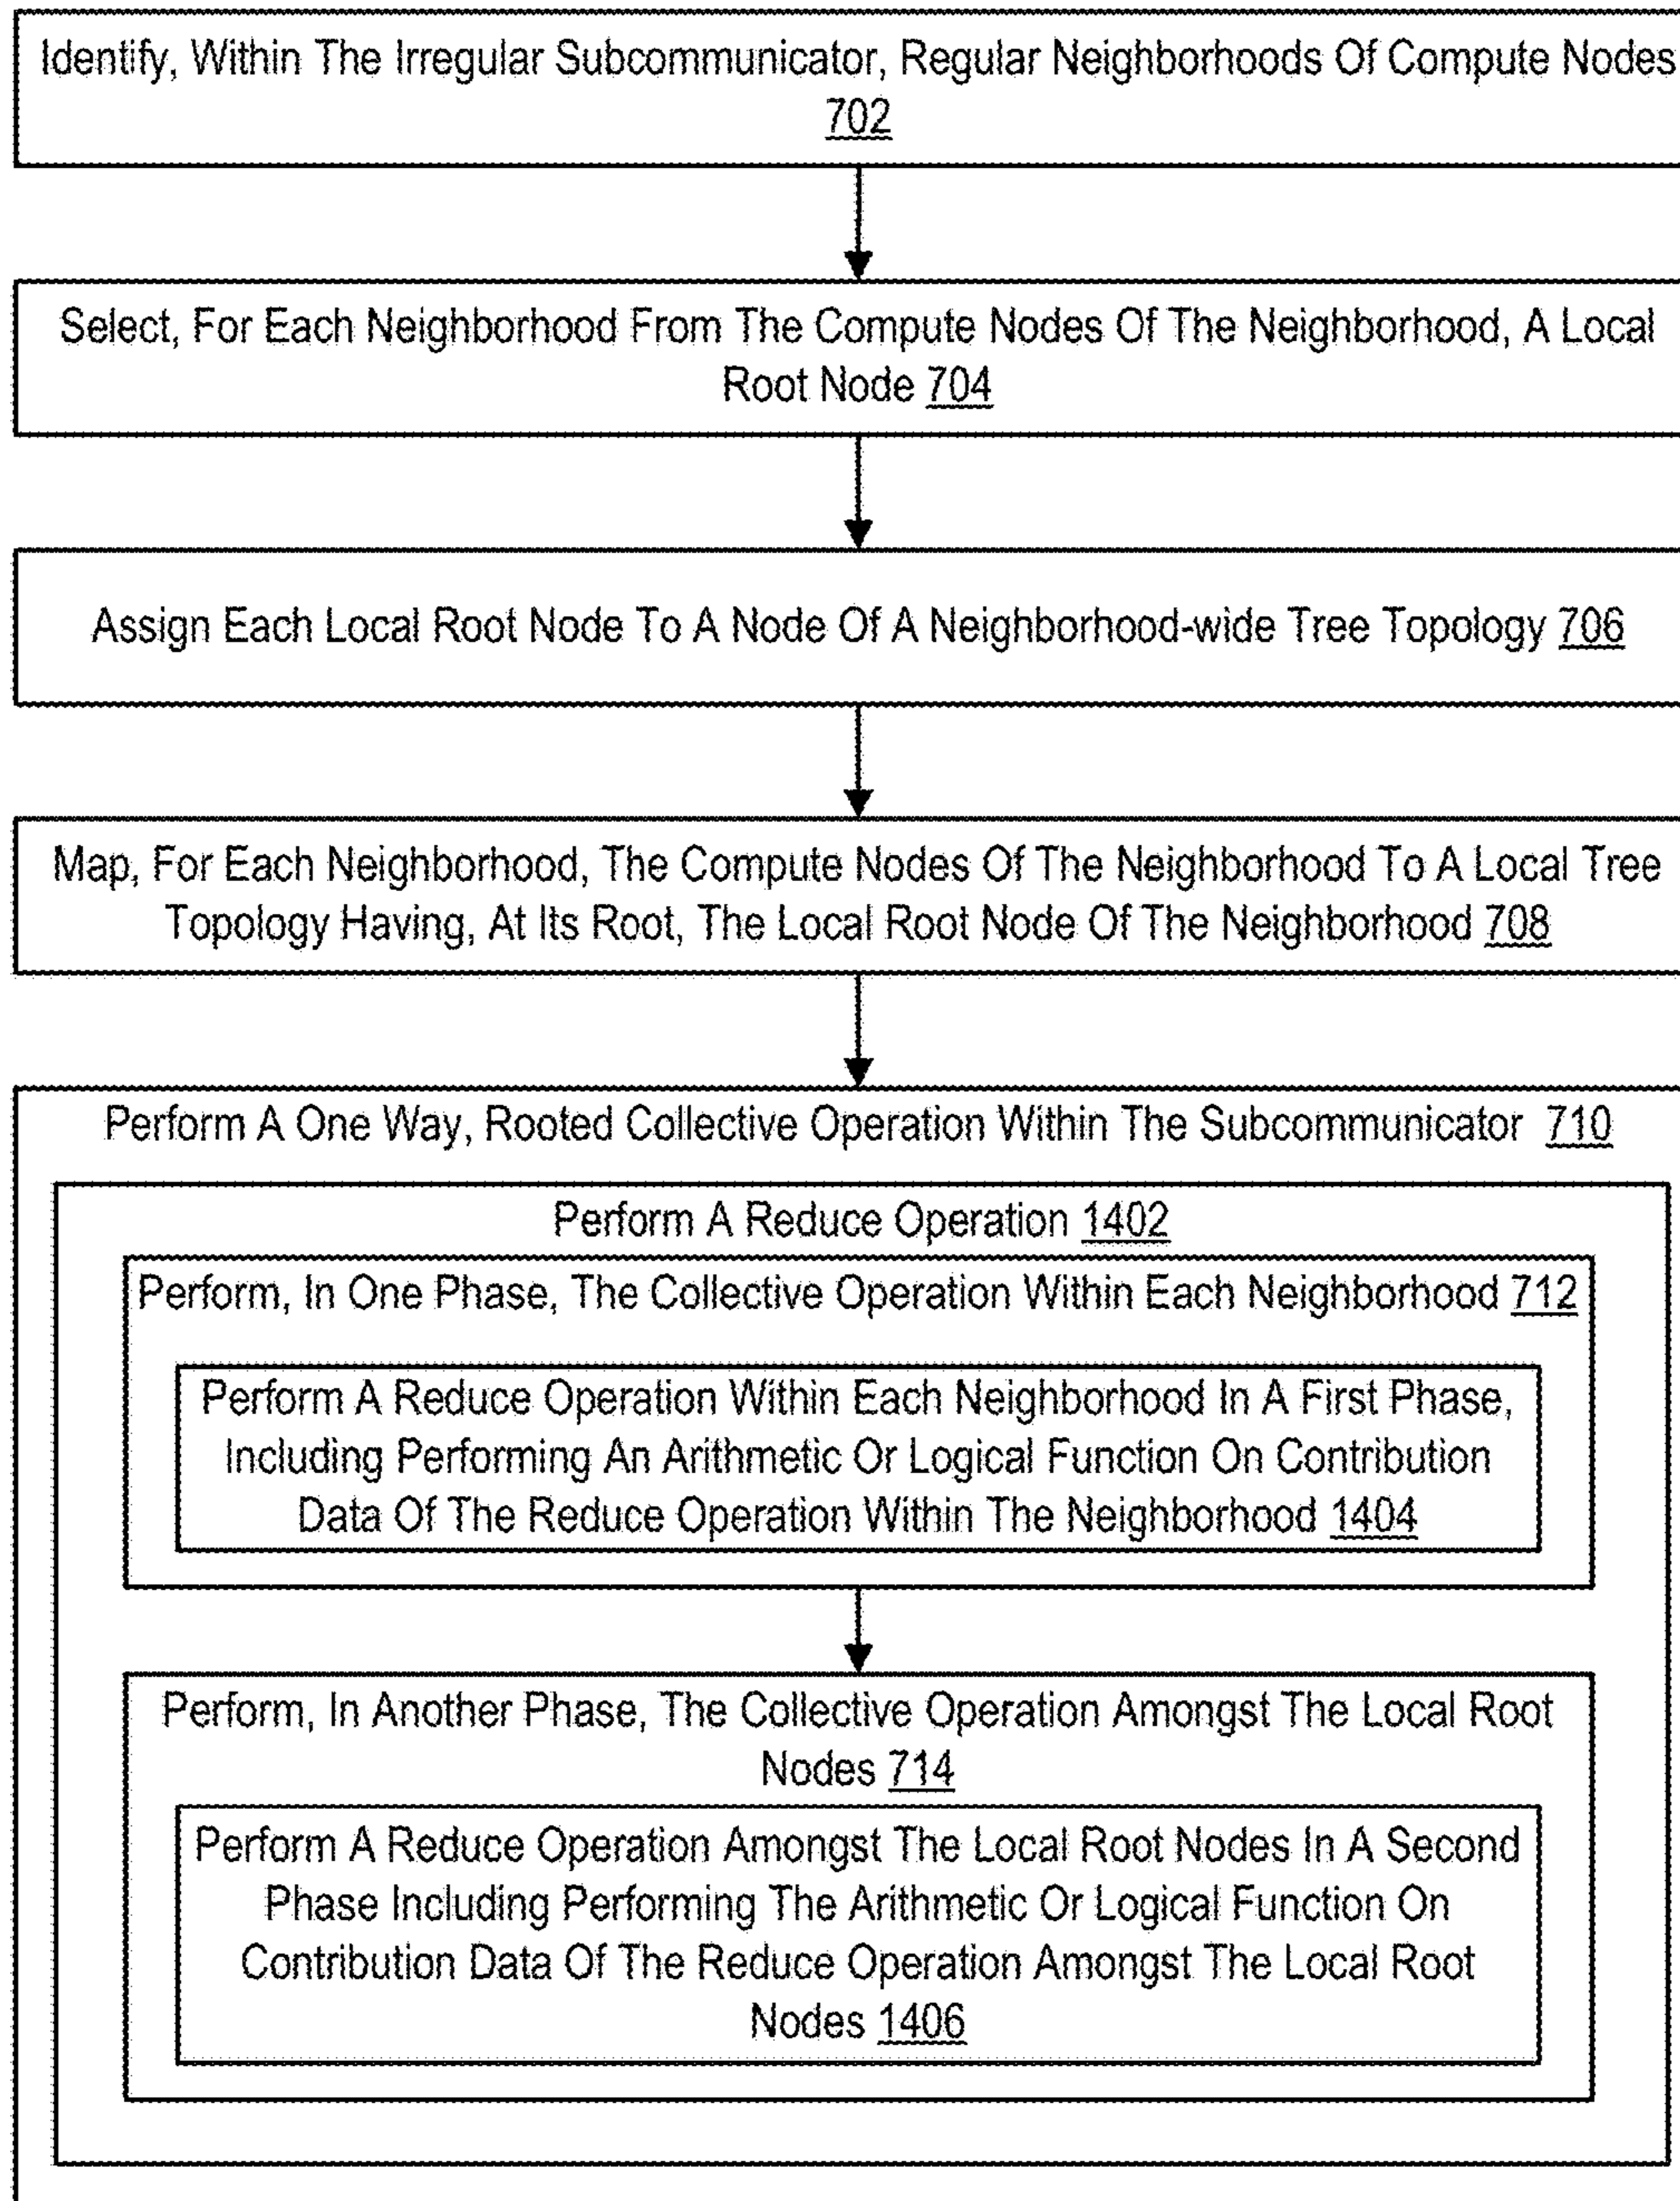 Identify, Within The Irregular Subcommunicator, Regular Neighborhoods Of Compute Nodes
702
Select, For Each Neighborhood From The Compute Nodes Of The Neighborhood, A Local
Root Node 704
Assign Each Local Root Node To A Node Of A Neighborhood-wide Tree Topology 706
Map, For Each Neighborhood, The Compute Nodes Of The Neighborhood To A Local Tree
Topology Having, At Its Root, The Local Root Node Of The Neighborhood 708
Perform A One Way, Rooted Collective Operation Within The Subcommunicator 710
Perform A Reduce Operation 1402
Perform, In One Phase, The Collective Operation Within Each Neighborhood 712
Perform A Reduce Operation Within Each Neighborhood In A First Phase,
Including Performing An Arithmetic Or Logical Function On Contribution
Data Of The Reduce Operation Within The Neighborhood 1404
Perform, In Another Phase, The Collective Operation Amongst The Local Root
Nodes 714
Perform A Reduce Operation Amongst The Local Root Nodes In A Second
Phase Including Performing The Arithmetic Or Logical Function On
Contribution Data Of The Reduce Operation Amongst The Local Root
Nodes 1406